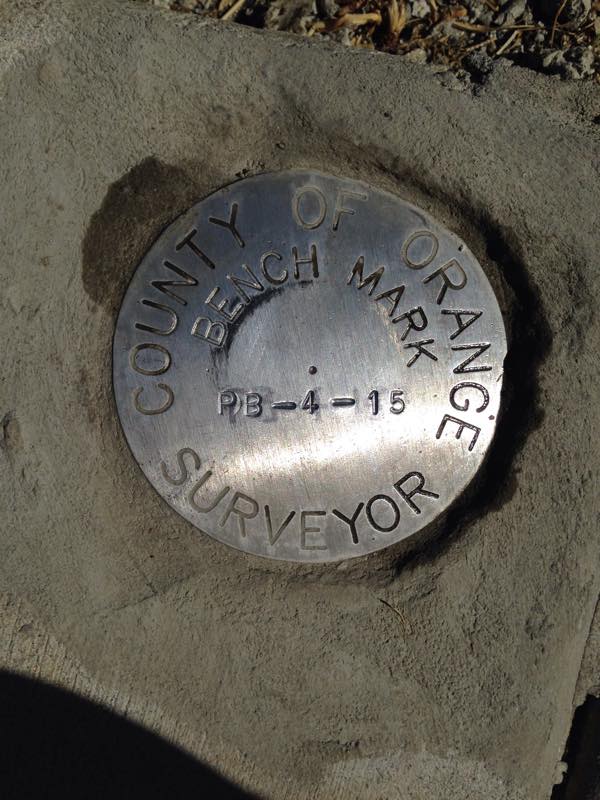 COUNTY OF ORANGE
BENCH MARK
PB-4-15
SURVEYOR